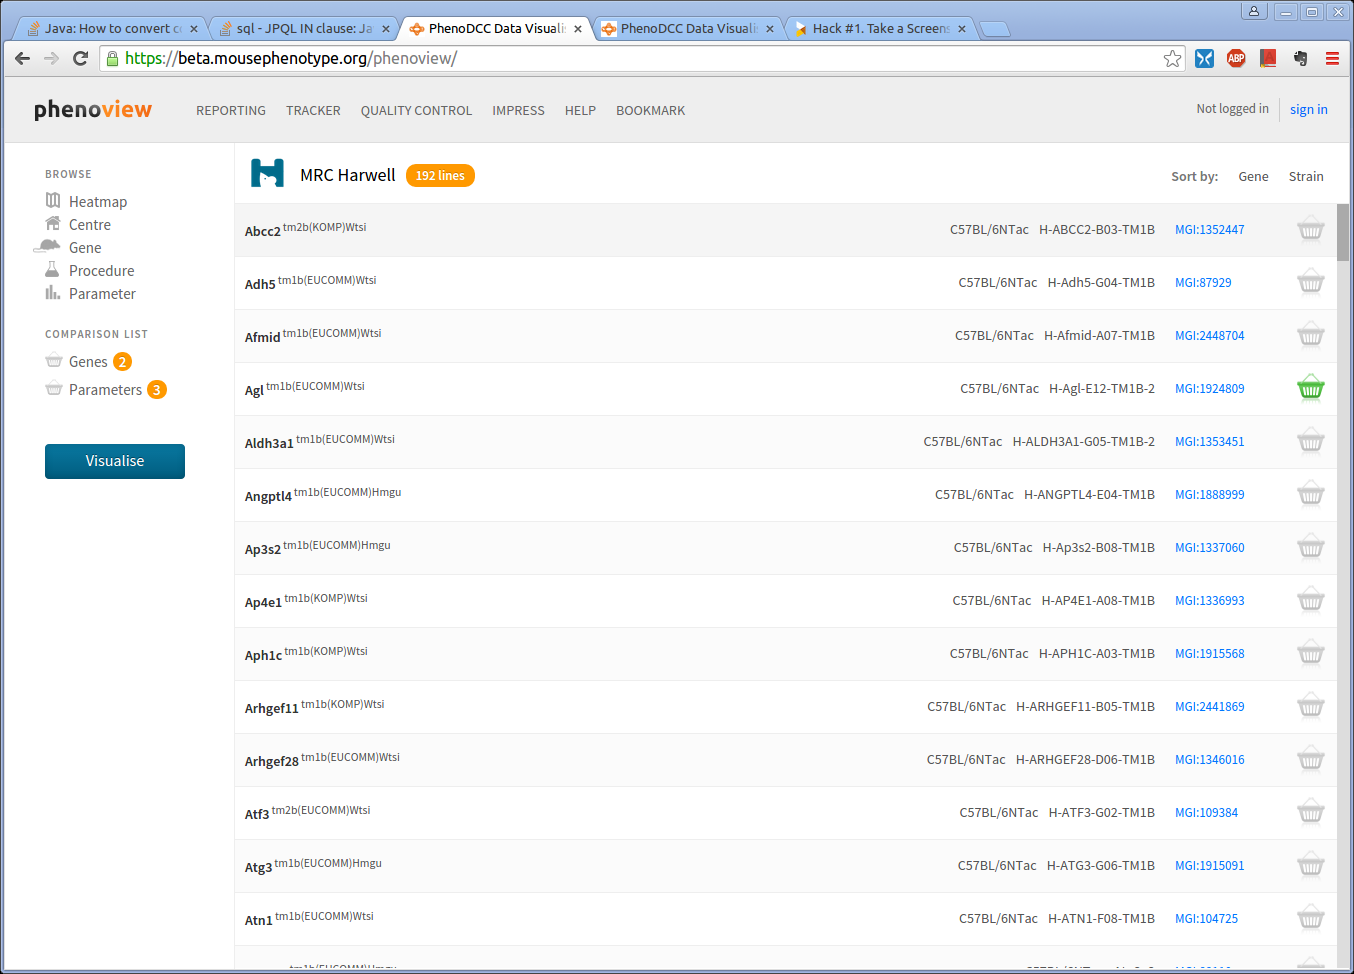 Java: How to convert c
sql - JPQL IN clause: Ja
PhenoDCC Data Visuali
PhenoDCC Data Visuali
Hack #1. Take a Screens
https://beta.mousephenotype.org/phenoview/
ABP
phenoview
REPORTING TRACKER QUALITY CONTROL IMPRESS HELP BOOKMARK
Not logged in sign in
BROWSE
Heatmap
Centre
Gene
Procedure
Parameter
COMPARISON LIST
Genes 2
Parameters 3
Visualise
MRC Harwell 192 lines
Sort by: Gene Strain
Abcc2 tm2b(KOMP)Wtsi C57BL/6NTac H-ABCC2-B03-TM1B MGI:1352447
Adh5 tm1b(EUCOMM)Wtsi C57BL/6NTac H-Adh5-G04-TM1B MGI:87929
Afmid tm1b(EUCOMM)Wtsi C57BL/6NTac H-Afmid-A07-TM1B MGI:2448704
Agl tm1b(EUCOMM)Wtsi C57BL/6NTac H-Agl-E12-TM1B-2 MGI:1924809
Aldh3a1 tm1b(EUCOMM)Wtsi C57BL/6NTac H-ALDH3A1-G05-TM1B-2 MGI:1353451
Angptl4 tm1b(EUCOMM)Hmgu C57BL/6NTac H-ANGPTL4-E04-TM1B MGI:1888999
Ap3s2 tm1b(EUCOMM)Hmgu C57BL/6NTac H-Ap3s2-B08-TM1B MGI:1337060
Ap4e1 tm1b(KOMP)Wtsi C57BL/6NTac H-AP4E1-A08-TM1B MGI:1336993
Aph1c tm1b(KOMP)Wtsi C57BL/6NTac H-APH1C-A03-TM1B MGI:1915568
Arhgef11 tm1b(KOMP)Wtsi C57BL/6NTac H-ARHGEF11-B05-TM1B MGI:2441869
Arhgef28 tm1b(EUCOMM)Wtsi C57BL/6NTac H-ARHGEF28-D06-TM1B MGI:1346016
Atf3 tm2b(EUCOMM)Wtsi C57BL/6NTac H-ATF3-G02-TM1B MGI:109384
Atg3 tm1b(EUCOMM)Hmgu C57BL/6NTac H-ATG3-G06-TM1B MGI:1915091
Atn1 tm1b(EUCOMM)Wtsi C57BL/6NTac H-ATN1-F08-TM1B MGI:104725